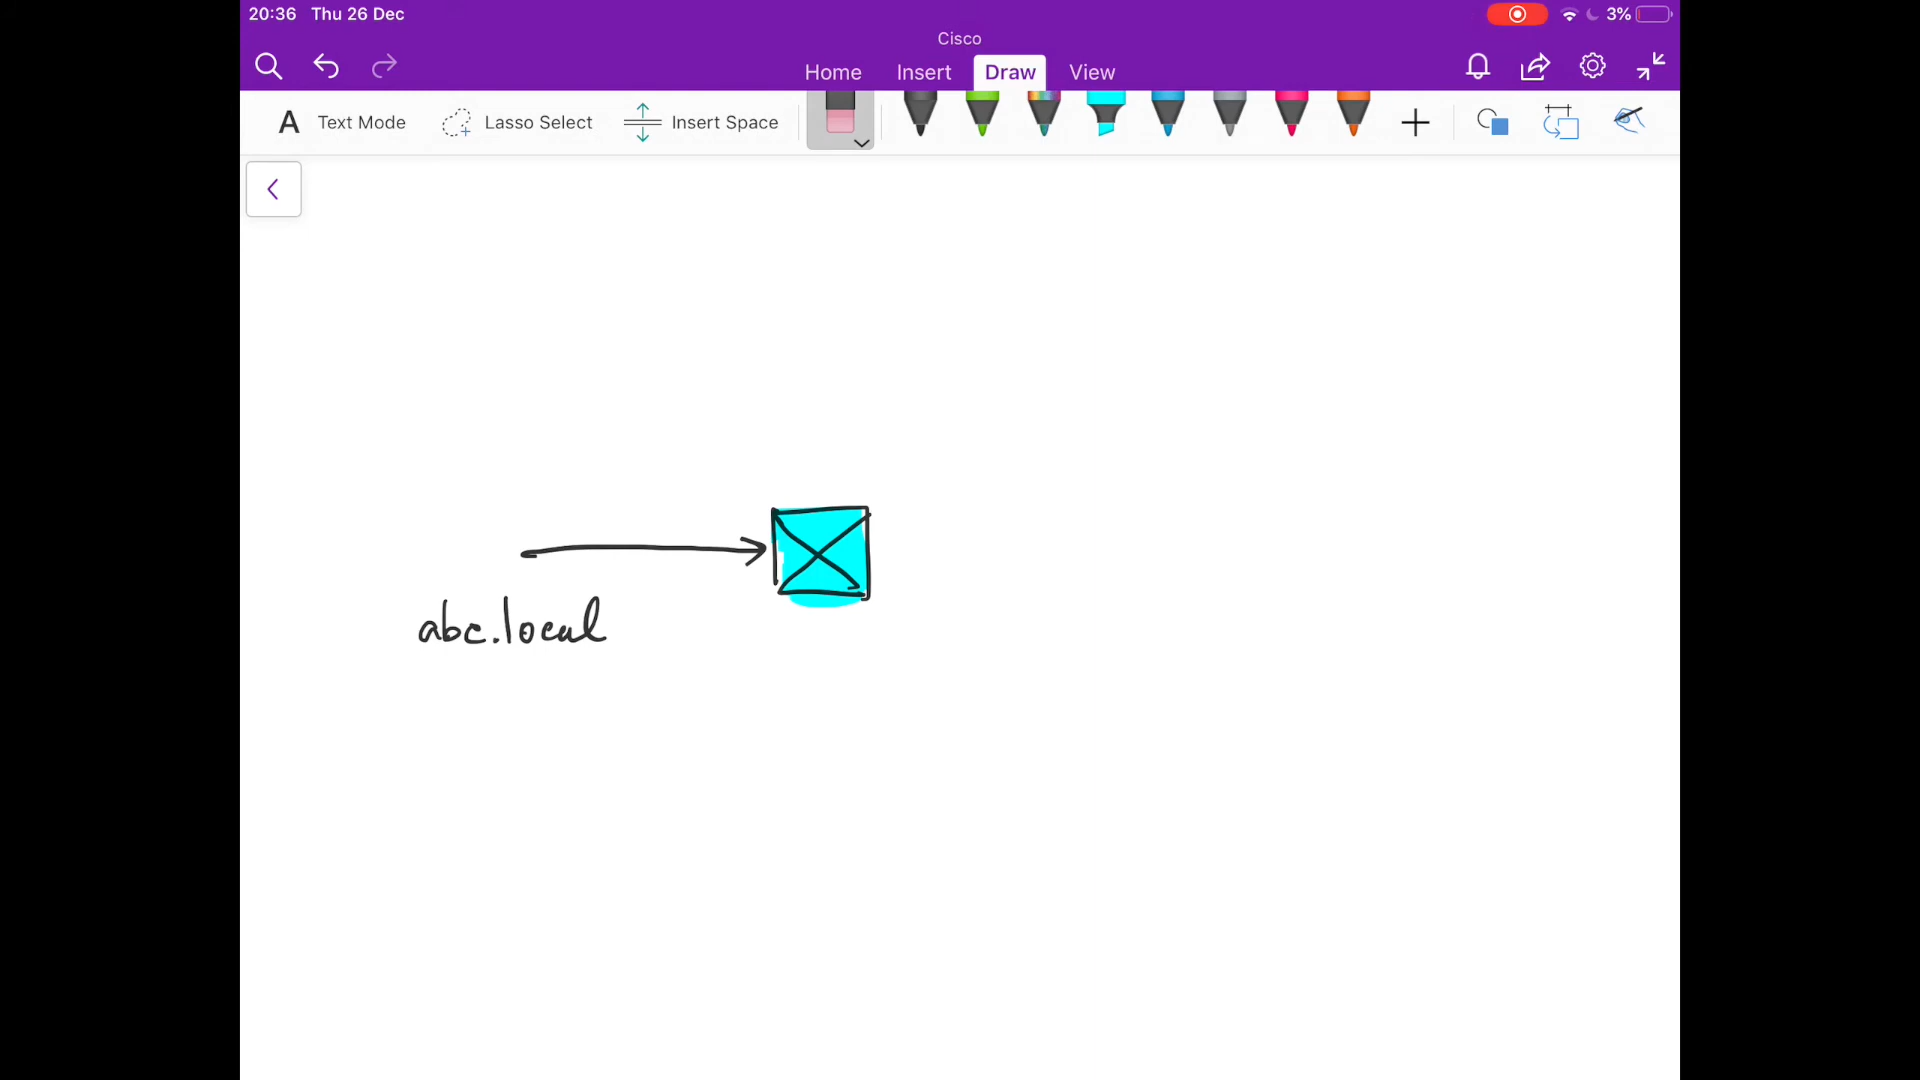 20:36 Thu 26 Dec 3%
Cisco
Home Insert Draw View
A Text Mode Lasso Select Insert Space
abc.local